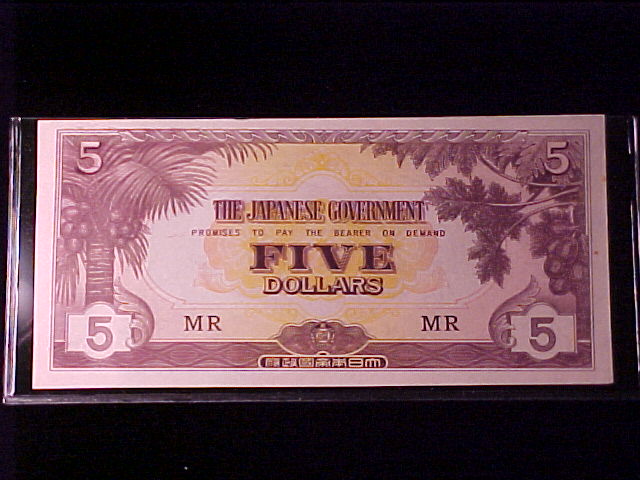 5 5
THE JAPANESE GOVERNMENT
PROMISES TO PAY THE BEARER ON DEMAND
FIVE
DOLLARS
MR MR
5 5
府政國帝本日大